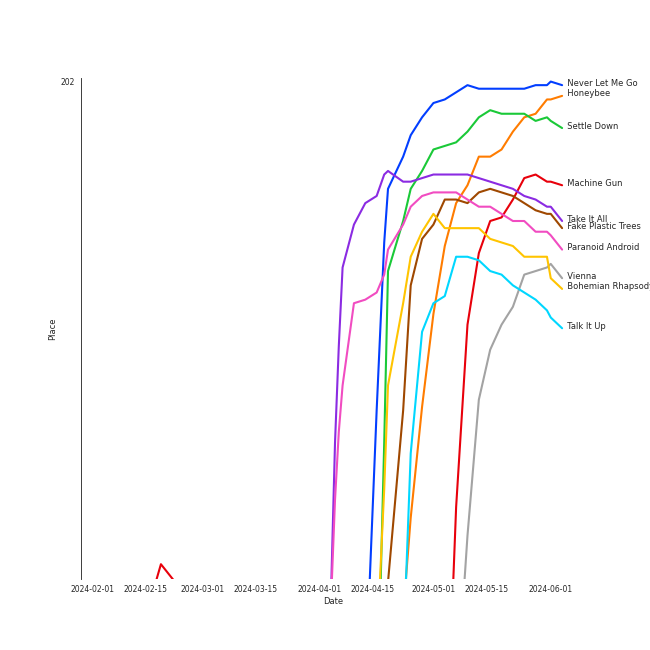 202
Never Let Me Go
Honeybee
Settle Down
Machine Gun
Take It All
Fake Plastic Trees
Paranoid Android
Vienna
Bohemian Rhapsod
Talk It Up
Place
2024-02-01 2024-02-15 2024-03-01 2024-03-15 2024-04-01 2024-04-15 2024-05-01 2024-05-15 2024-06-01
Date